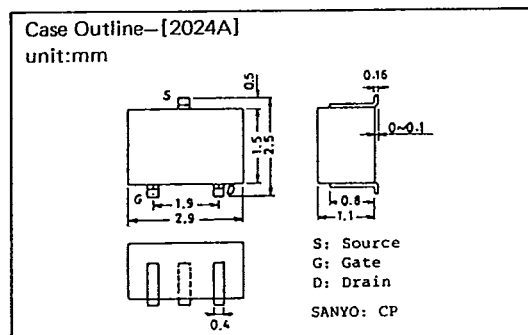 Case Outline–[2024A]
unit:mm
S
0.5
1.5
2.5
G
D
1.9
2.9
0.16
0~0.1
0.8
1.1
0.4
S: Source
G: Gate
D: Drain
SANYO: CP